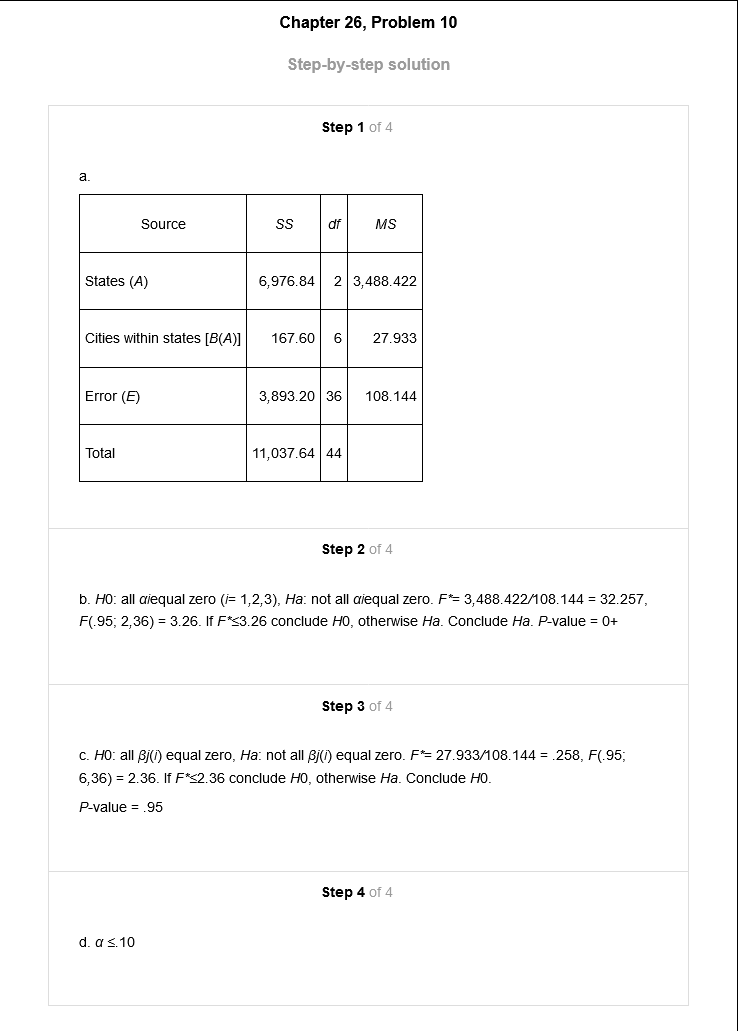 Chapter 26, Problem 10
Step-by-step solution
Step 1 of 4
a.
Source SS df MS
States (A) 6,976.84 2 3,488.422
Cities within states [B(A)] 167.60 6 27.933
Error (E) 3,893.20 36 108.144
Total 11,037.64 44
Step 2 of 4
b. H0: all αiequal zero (i= 1,2,3), Ha: not all αiequal zero. F*= 3,488.422/108.144 = 32.257,
F(.95; 2,36) = 3.26. If F*≤3.26 conclude H0, otherwise Ha. Conclude Ha. P-value = 0+
Step 3 of 4
c. H0: all βj(i) equal zero, Ha: not all βj(i) equal zero. F*= 27.933/108.144 = .258, F(.95;
6,36) = 2.36. If F*≤2.36 conclude H0, otherwise Ha. Conclude H0.
P-value = .95
Step 4 of 4
d. α ≤.10